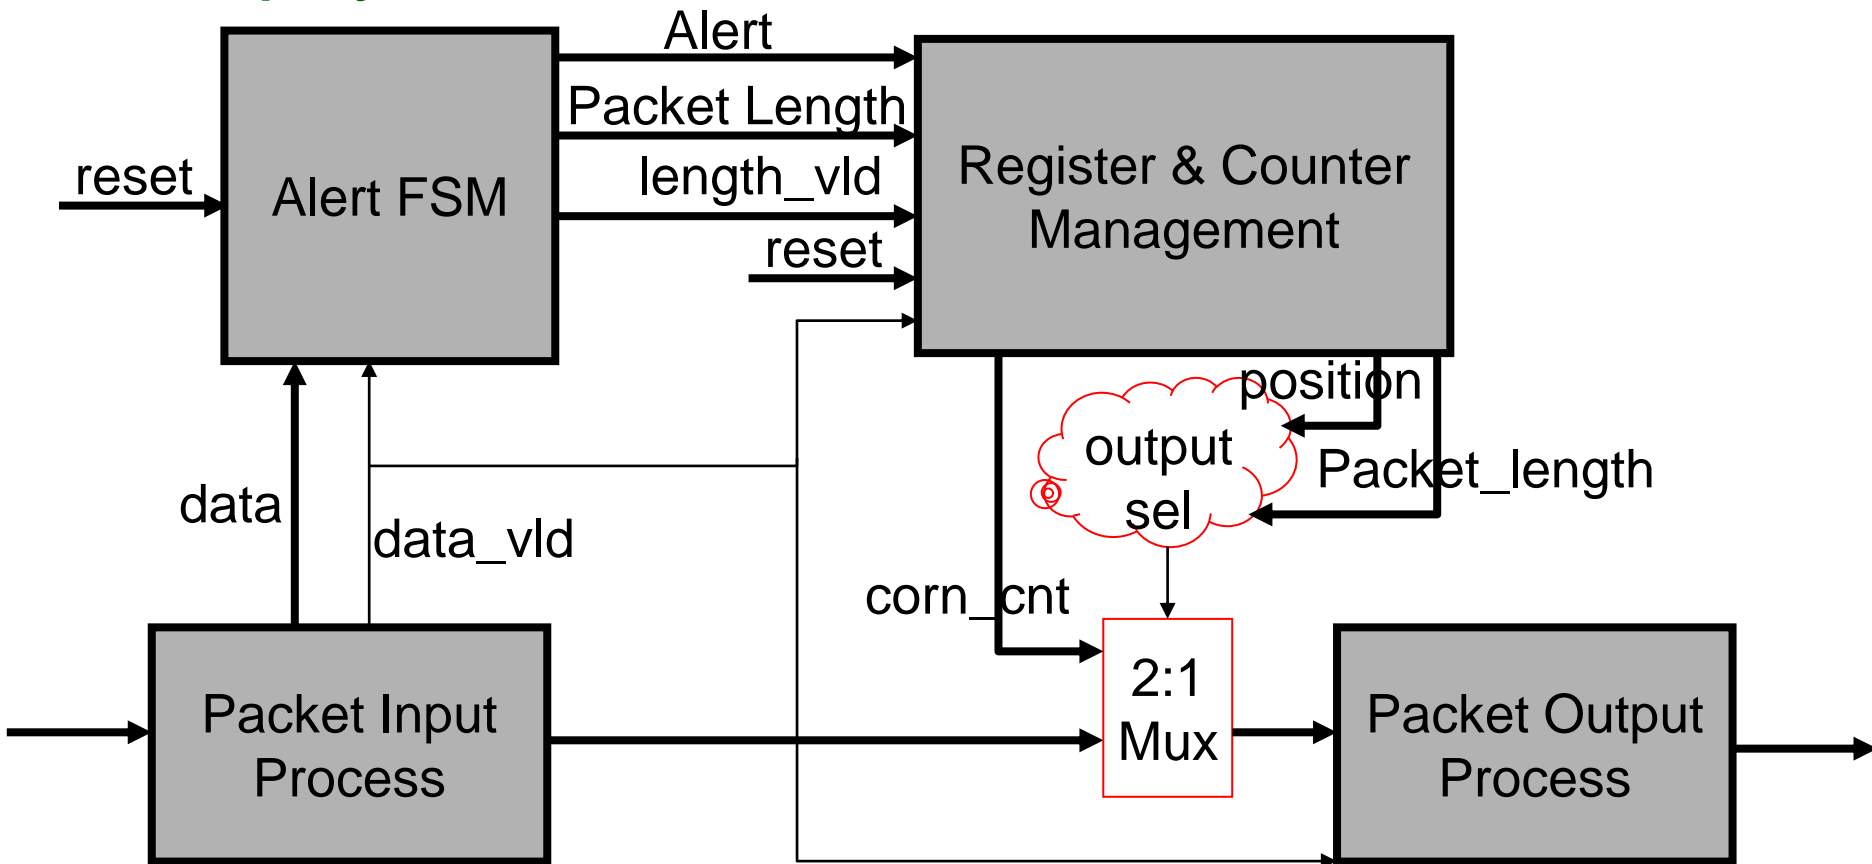 Alert
Packet Length
length_vld
reset
reset
Alert FSM
Register & Counter
Management
position
output
sel
Packet_length
data
data_vld
corn_cnt
2:1
Mux
Packet Input
Process
Packet Output
Process